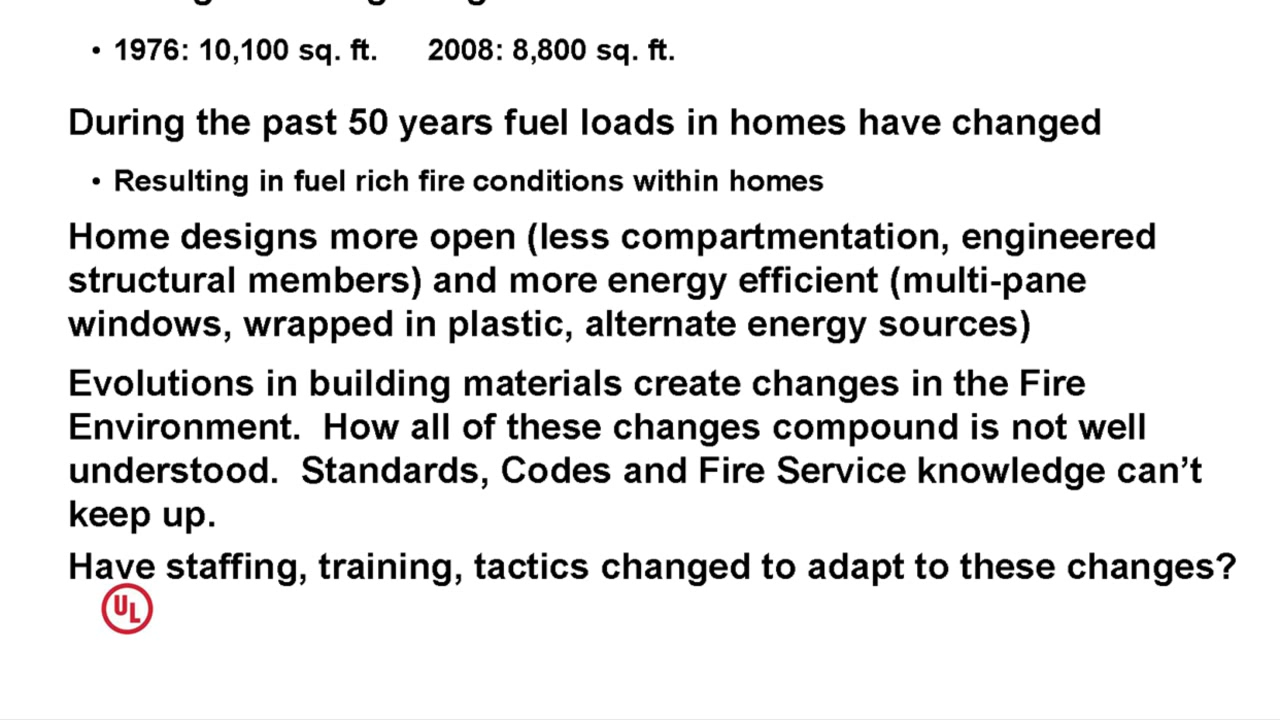 • 1976: 10,100 sq. ft. 2008: 8,800 sq. ft.
During the past 50 years fuel loads in homes have changed
• Resulting in fuel rich fire conditions within homes
Home designs more open (less compartmentation, engineered
structural members) and more energy efficient (multi-pane
windows, wrapped in plastic, alternate energy sources)
Evolutions in building materials create changes in the Fire
Environment. How all of these changes compound is not well
understood. Standards, Codes and Fire Service knowledge can’t
keep up.
Have staffing, training, tactics changed to adapt to these changes?
UL